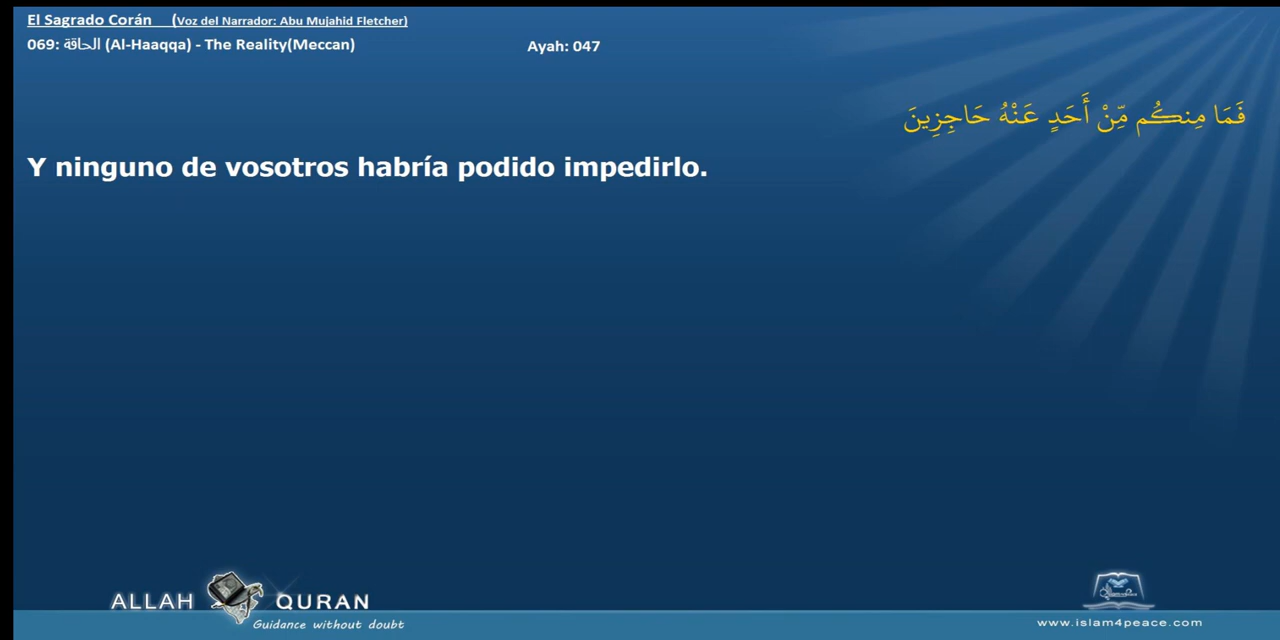 El Sagrado Corán (Voz del Narrador: Abu Mujahid Fletcher)
069: الحاقة (Al-Haaqqa) - The Reality(Meccan)
Ayah: 047
فَمَا مِنكُم مِّنْ أَحَدٍ عَنْهُ حَاجِزِينَ
Y ninguno de vosotros habría podido impedirlo.
ALLAH QURAN
Guidance without doubt
www.islam4peace.com